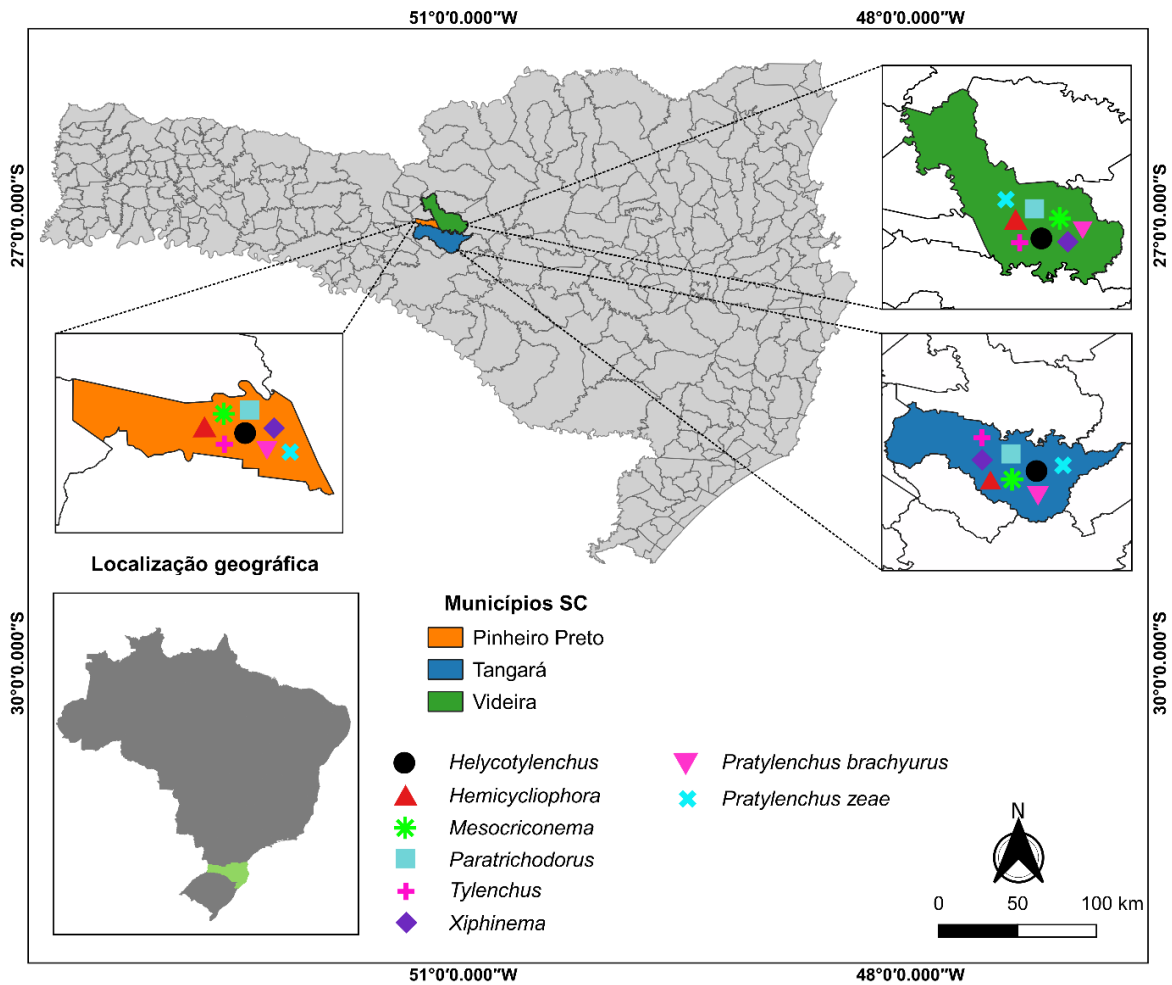 51°0'0.000"W
48°0'0.000"W
27°0'0.000"S
27°0'0.000"S
Localização geográfica
Municípios SC
Pinheiro Preto
Tangará
Videira
30°0'0.000"S
30°0'0.000"S
Helycotylenchus
Pratylenchus brachyurus
Hemicycliophora
Pratylenchus zeae
Mesocriconema
Paratrichodorus
Tylenchus
Xiphinema
N
0 50 100 km
51°0'0.000"W
48°0'0.000"W